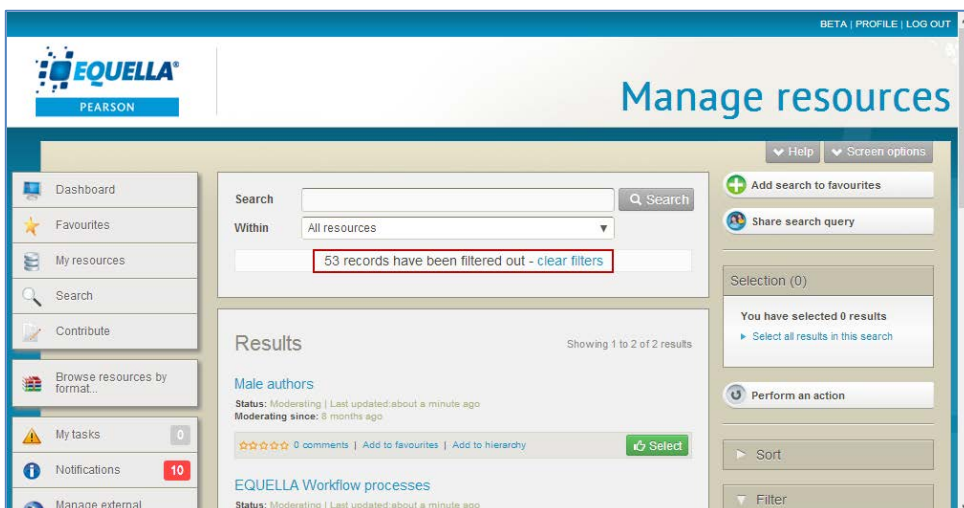 BETA | PROFILE | LOG OUT
EQUELLA®
PEARSON
Manage resources
Help
Screen options
Dashboard
Favourites
My resources
Search
Contribute
Browse resources by
format...
My tasks
0
Notifications
10
Manage external
Search
Search
Within
All resources
53 records have been filtered out - clear filters
Results
Showing 1 to 2 of 2 results
Male authors
Status: Moderating | Last updated:about a minute ago
Moderating since: 8 months ago
0 comments | Add to favourites | Add to hierarchy
Select
EQUELLA Workflow processes
Status: Moderating | Last updated:about a minute ago
Add search to favourites
Share search query
Selection (0)
You have selected 0 results
Select all results in this search
Perform an action
Sort
Filter